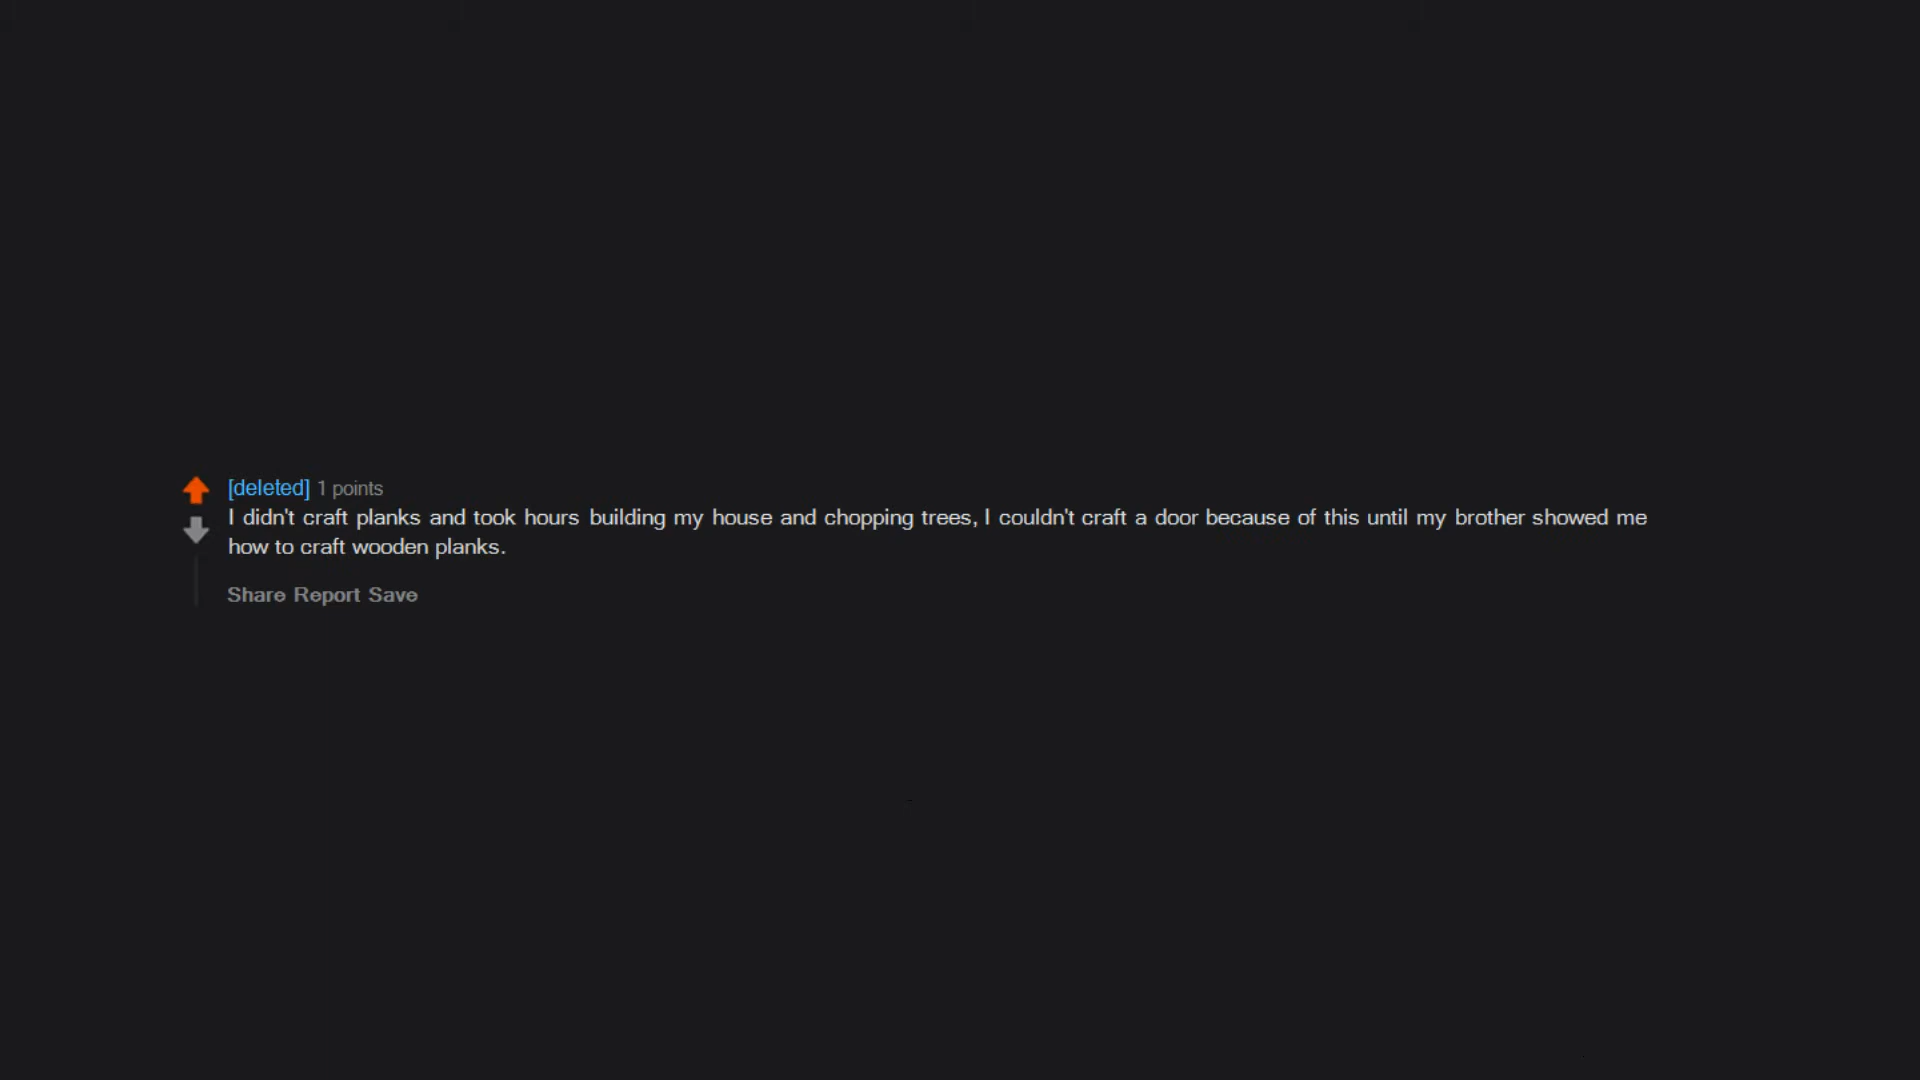 [deleted] 1 points
I didn't craft planks and took hours building my house and chopping trees, I couldn't craft a door because of this until my brother showed me
how to craft wooden planks.
Share Report Save